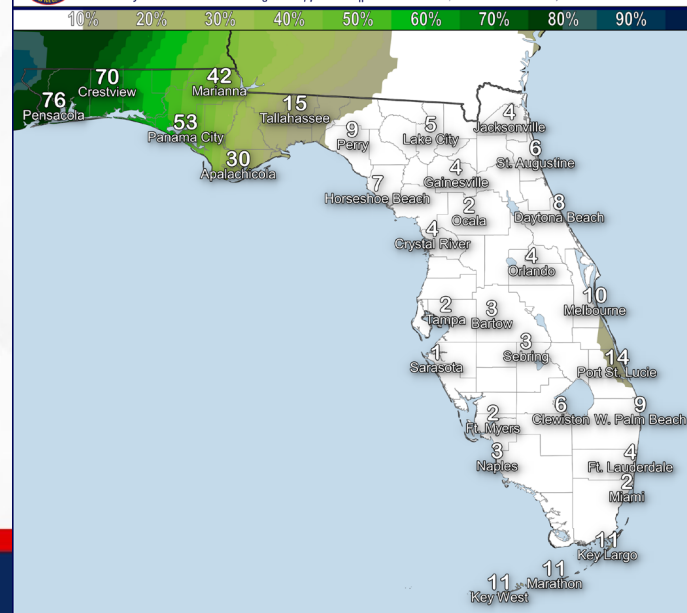 10% 20% 30% 40% 50% 60% 70% 80% 90%
70
Crestview
42
Marianna
76
Pensacola
15
Tallahassee
53
Panama City
9
Perry
5
Lake City
4
Jacksonville
6
St. Augustine
30
Apalachicola
4
Gainesville
7
Horseshoe Beach
2
Ocala
8
Daytona Beach
4
Crystal River
4
Orlando
10
Melbourne
2
Tampa
3
Bartow
3
Sebring
1
Sarasota
14
Port St. Lucie
2
Ft. Myers
6
Clewiston
9
W. Palm Beach
3
Naples
4
Ft. Lauderdale
2
Miami
11
Key Largo
11
Marathon
11
Key West